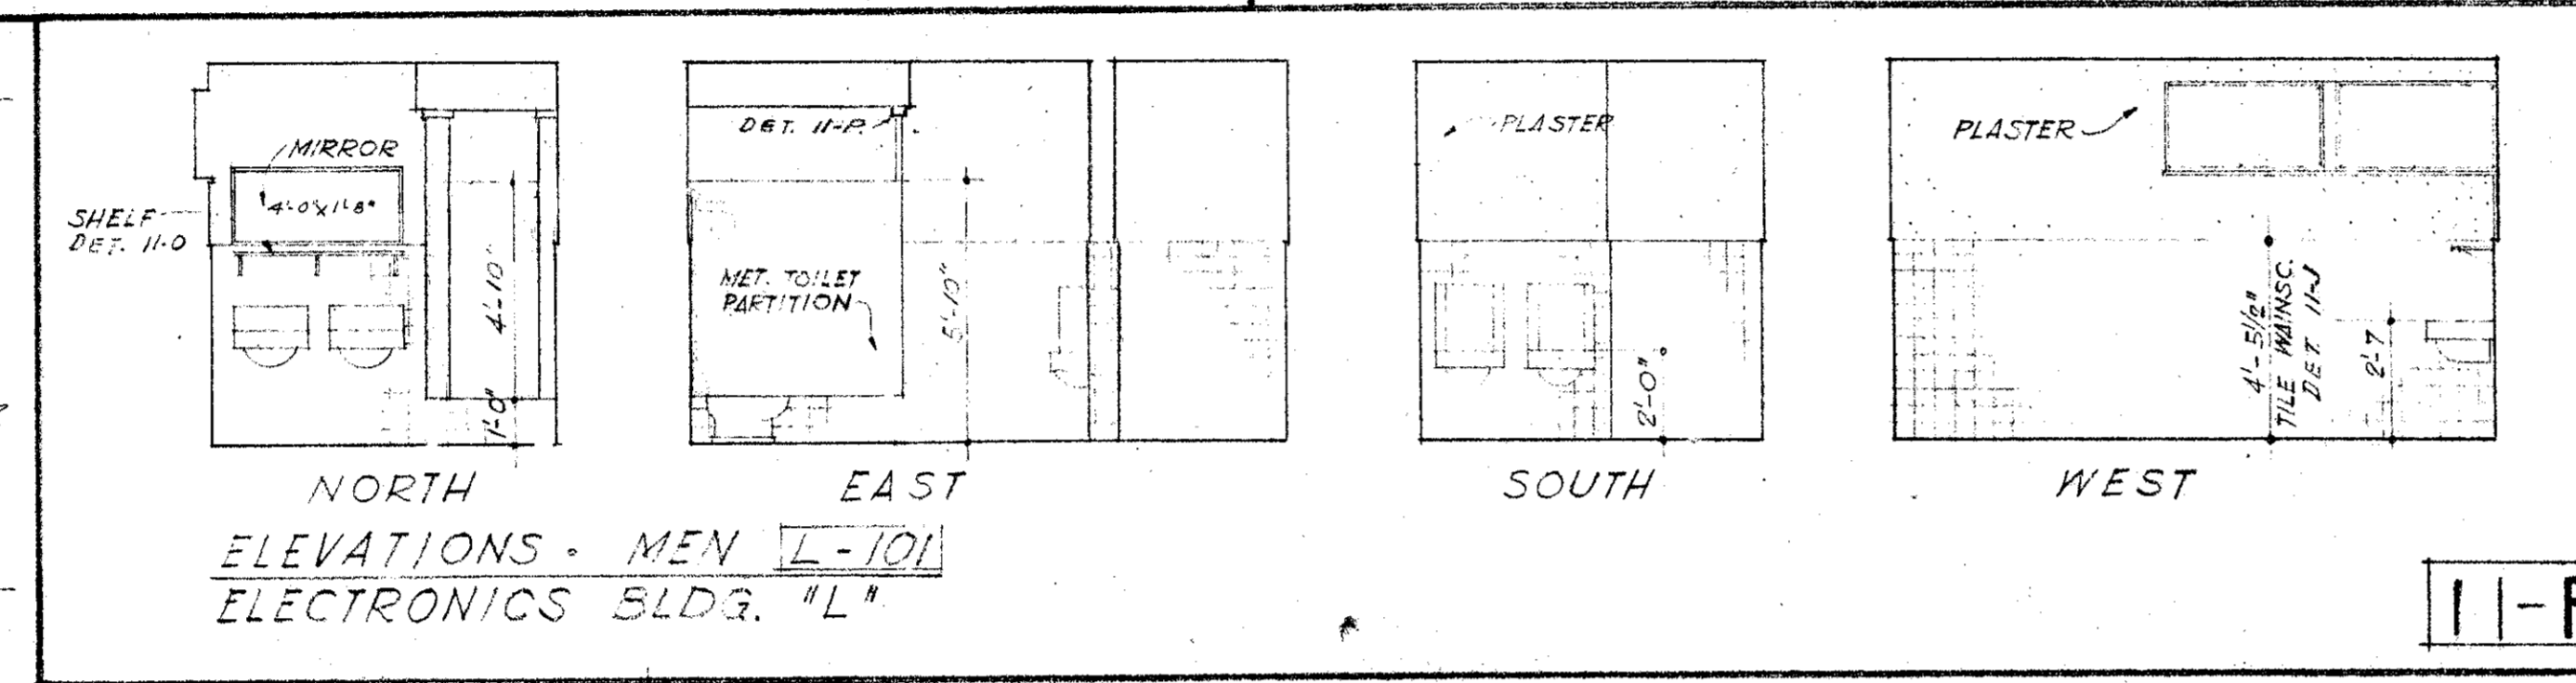 MIRROR
4'-0"X1'-8"
SHELF
DET. 11-O
4'-10"
1'-0"
NORTH
DET. 11-P.
MET. TOILET
PARTITION
5'-10"
EAST
PLASTER
2'-0"
SOUTH
PLASTER
4'-5 1/2"
TILE WAINSC.
DET. 11-J
2'-7
WEST
ELEVATIONS. MEN L-101
ELECTRONICS BLDG. "L"
11-